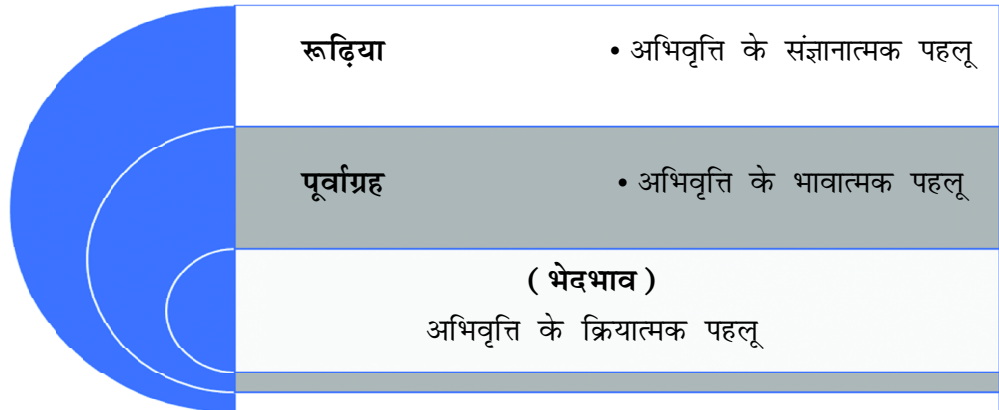 रूढ़िया • अभिवृत्ति के संज्ञानात्मक पहलू
पूर्वाग्रह • अभिवृत्ति के भावात्मक पहलू
( भेदभाव )
अभिवृत्ति के क्रियात्मक पहलू